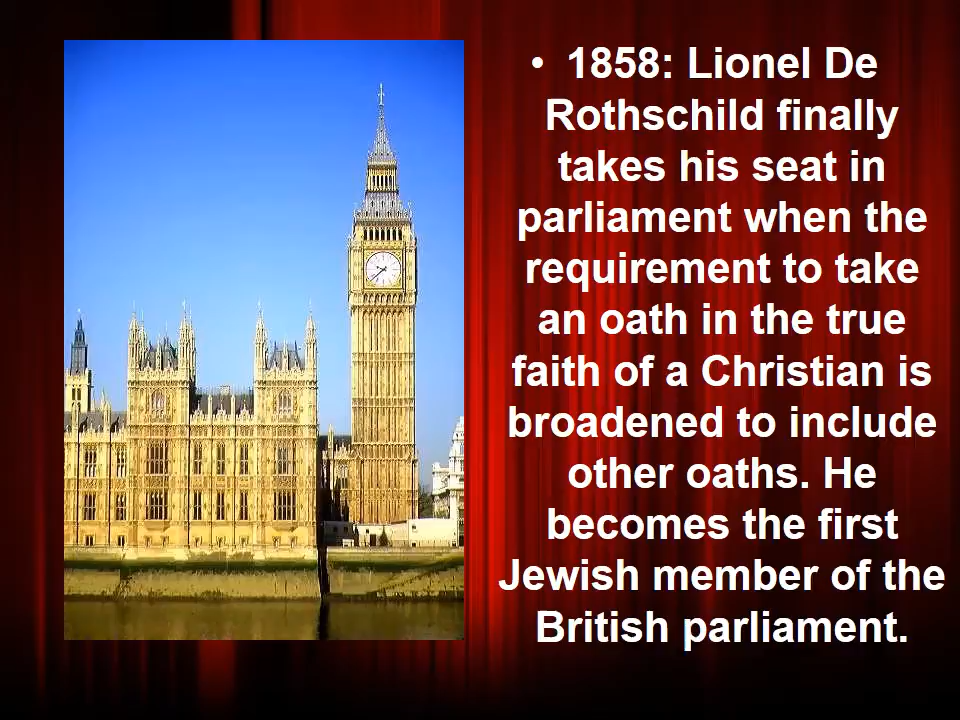 • 1858: Lionel De
Rothschild finally
takes his seat in
parliament when the
requirement to take
an oath in the true
faith of a Christian is
broadened to include
other oaths. He
becomes the first
Jewish member of the
British parliament.